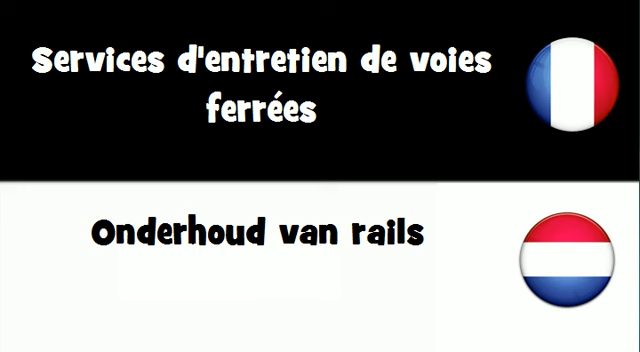 Services d'entretien de voies
ferrées
Onderhoud van rails